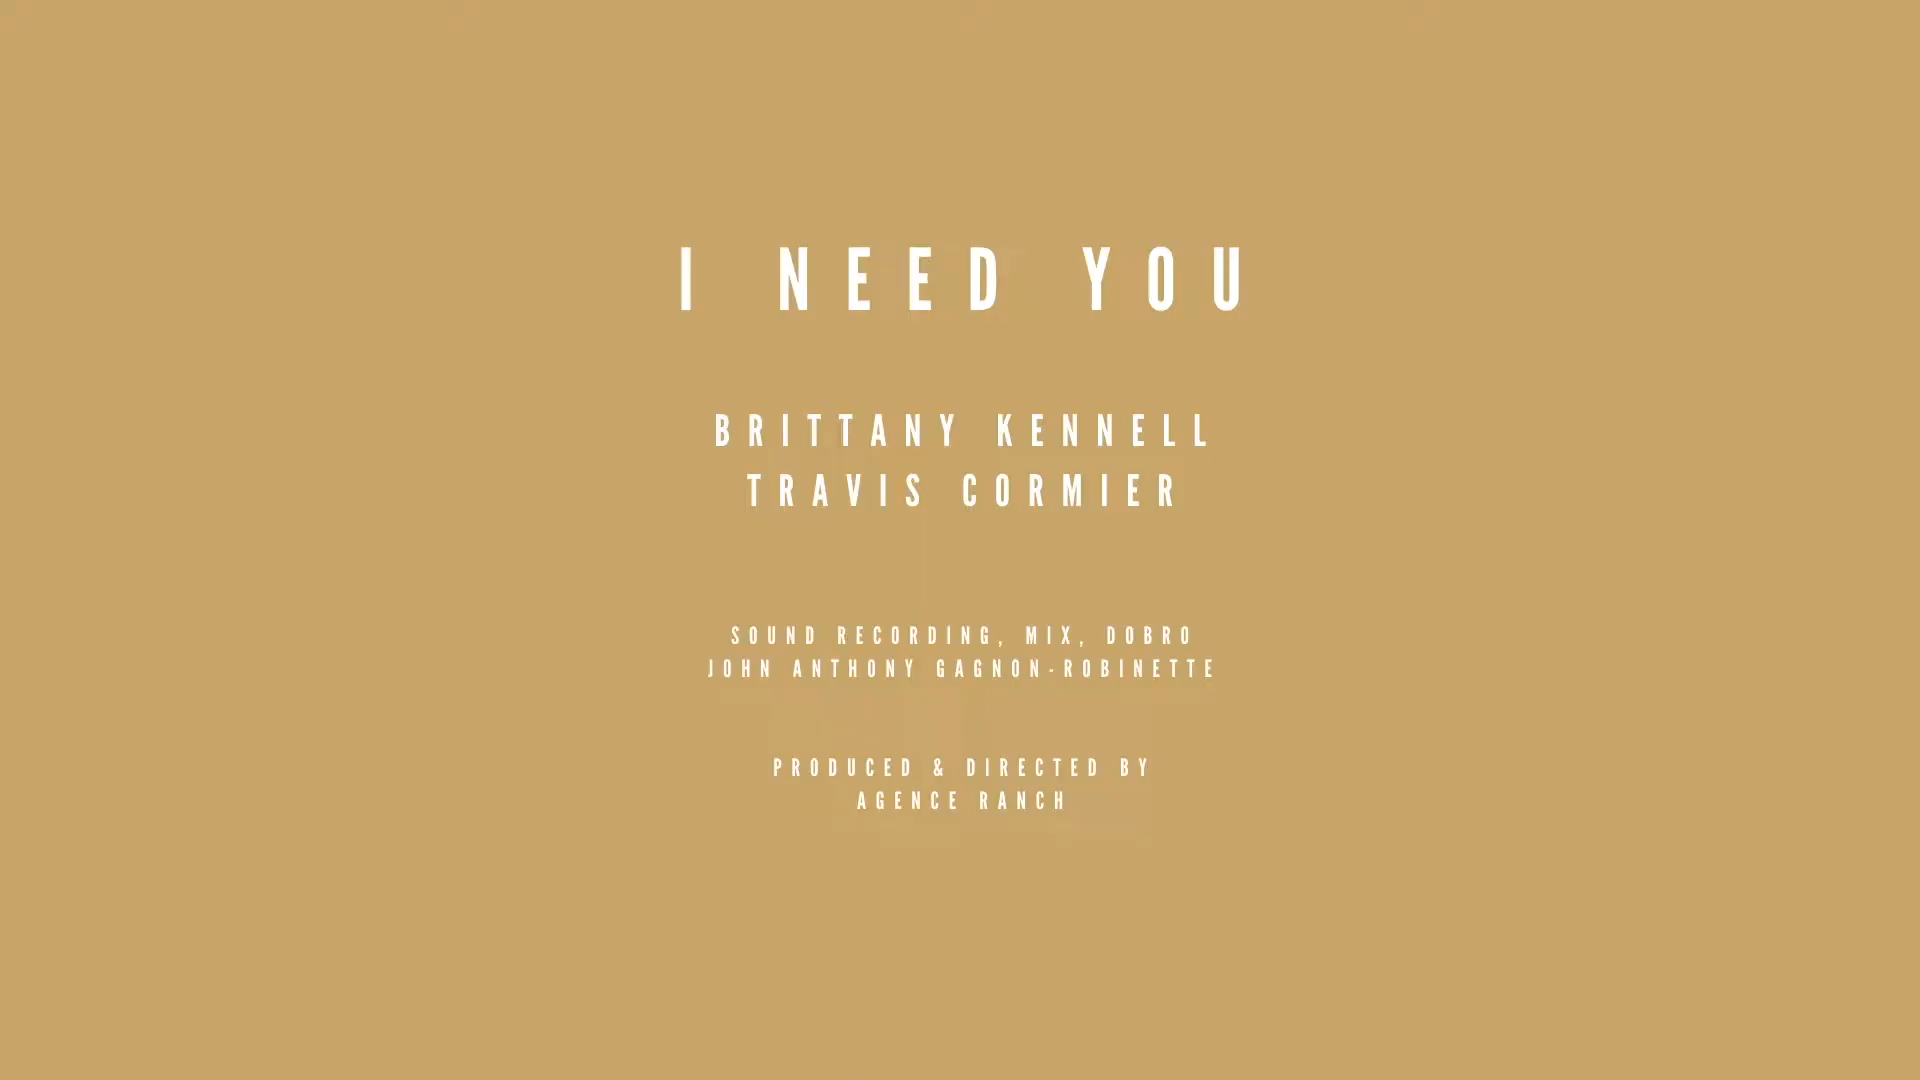 I NEED YOU
BRITTANY KENNELL
TRAVIS CORMIER
SOUND RECORDING, MIX, DOBRO
JOHN ANTHONY GAGNON-ROBINETTE
PRODUCED & DIRECTED BY
AGENCE RANCH